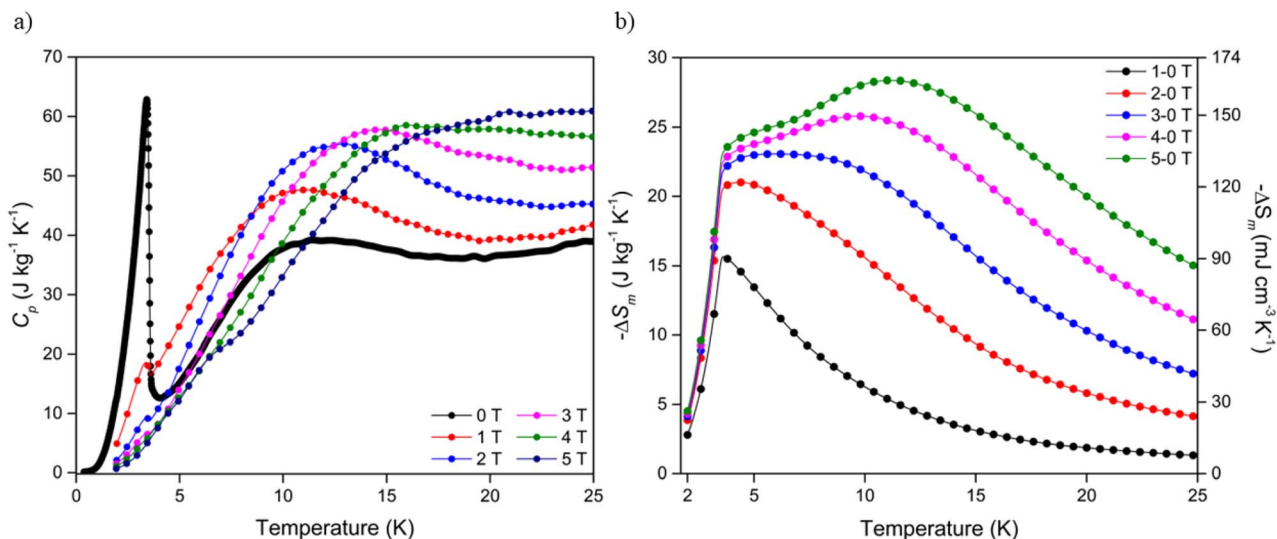 a)
b)
70
60
50
40
30
20
10
0
C_p (J kg⁻¹ K⁻¹)
0 T
1 T
2 T
3 T
4 T
5 T
0
5
10
15
20
25
Temperature (K)
30
25
20
15
10
5
0
-ΔS_m (J kg⁻¹ K⁻¹)
1-0 T
2-0 T
3-0 T
4-0 T
5-0 T
174
150
120
90
60
30
0
-ΔS_m (mJ cm⁻³ K⁻¹)
2
5
10
15
20
25
Temperature (K)